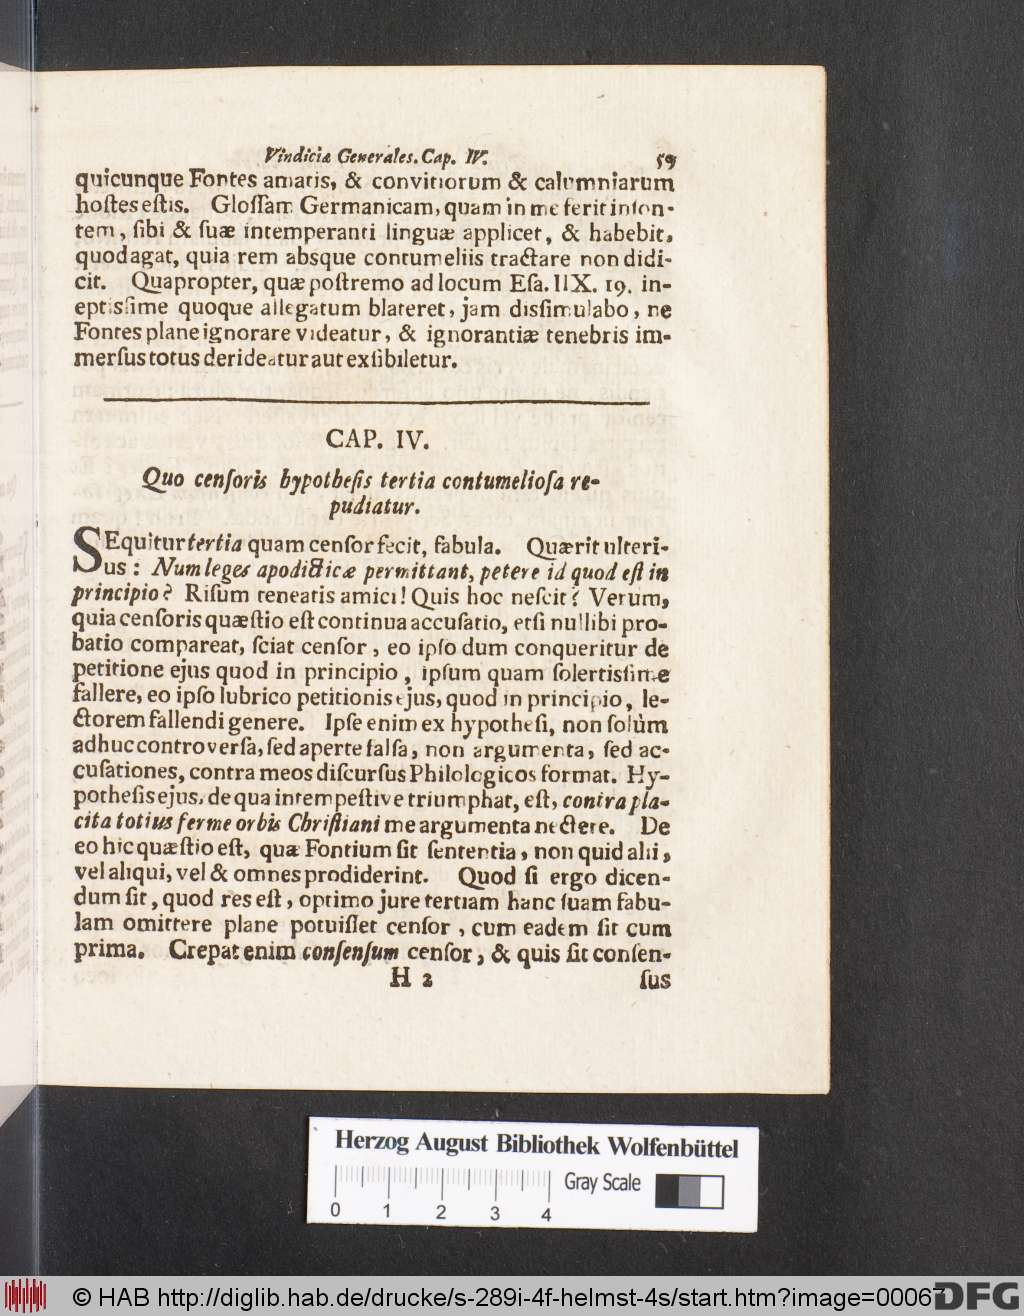 Vindiciæ Generales. Cap. IV. 59
quicunque Fontes amatis, & convitiorum & calumniarum
hoſtes eſtis. Gloſſam Germanicam, quam in me ferit inſon-
tem, ſibi & ſuæ intemperanti linguæ applicet, & habebit,
quod agat, quia rem absque contumeliis tractare non didi-
cit. Quapropter, quæ poſtremo ad locum Eſa. IIX. 19. in-
eptisſime quoque allegatum blateret, jam disſimulabo, ne
Fontes plane ignorare videatur, & ignorantiæ tenebris im-
merſus totus derideatur aut exſibiletur.
CAP. IV.
Quo cenſoris hypotheſis tertia contumelioſa re-
pudiatur.
SEquitur tertia quam cenſor fecit, fabula. Quærit ulteri-
us: Num leges apodicticæ permittant, petere id quod eſt in
principio? Riſum teneatis amici! Quis hoc neſcit? Verum,
quia cenſoris quæſtio eſt continua accuſatio, etſi nullibi pro-
batio compareat, ſciat cenſor, eo ipſo dum conqueritur de
petitione ejus quod in principio, ipſum quam ſolertisſime
fallere, eo ipſo lubrico petitionis ejus, quod in principio, le-
ctorem fallendi genere. Ipſe enim ex hypotheſi, non ſolùm
adhuc controverſa, ſed aperte falſa, non argumenta, ſed ac-
cuſationes, contra meos diſcurſus Philologicos format. Hy-
potheſis ejus, de qua intempeſtive triumphat, eſt, contra pla-
cita totius ferme orbis Chriſtiani me argumenta nectere. De
eo hic quæſtio eſt, quæ Fontium ſit ſententia, non quid alii,
vel aliqui, vel & omnes prodiderint. Quod ſi ergo dicen-
dum ſit, quod res eſt, optimo jure tertiam hanc ſuam fabu-
lam omittere plane potuiſſet cenſor, cum eadem ſit cum
prima. Crepat enim conſenſum cenſor, & quis ſit conſen-
H 2 ſus
Herzog August Bibliothek Wolfenbüttel
Gray Scale
0 1 2 3 4
© HAB http://diglib.hab.de/drucke/s-289i-4f-helmst-4s/start.htm?image=00067
DFG